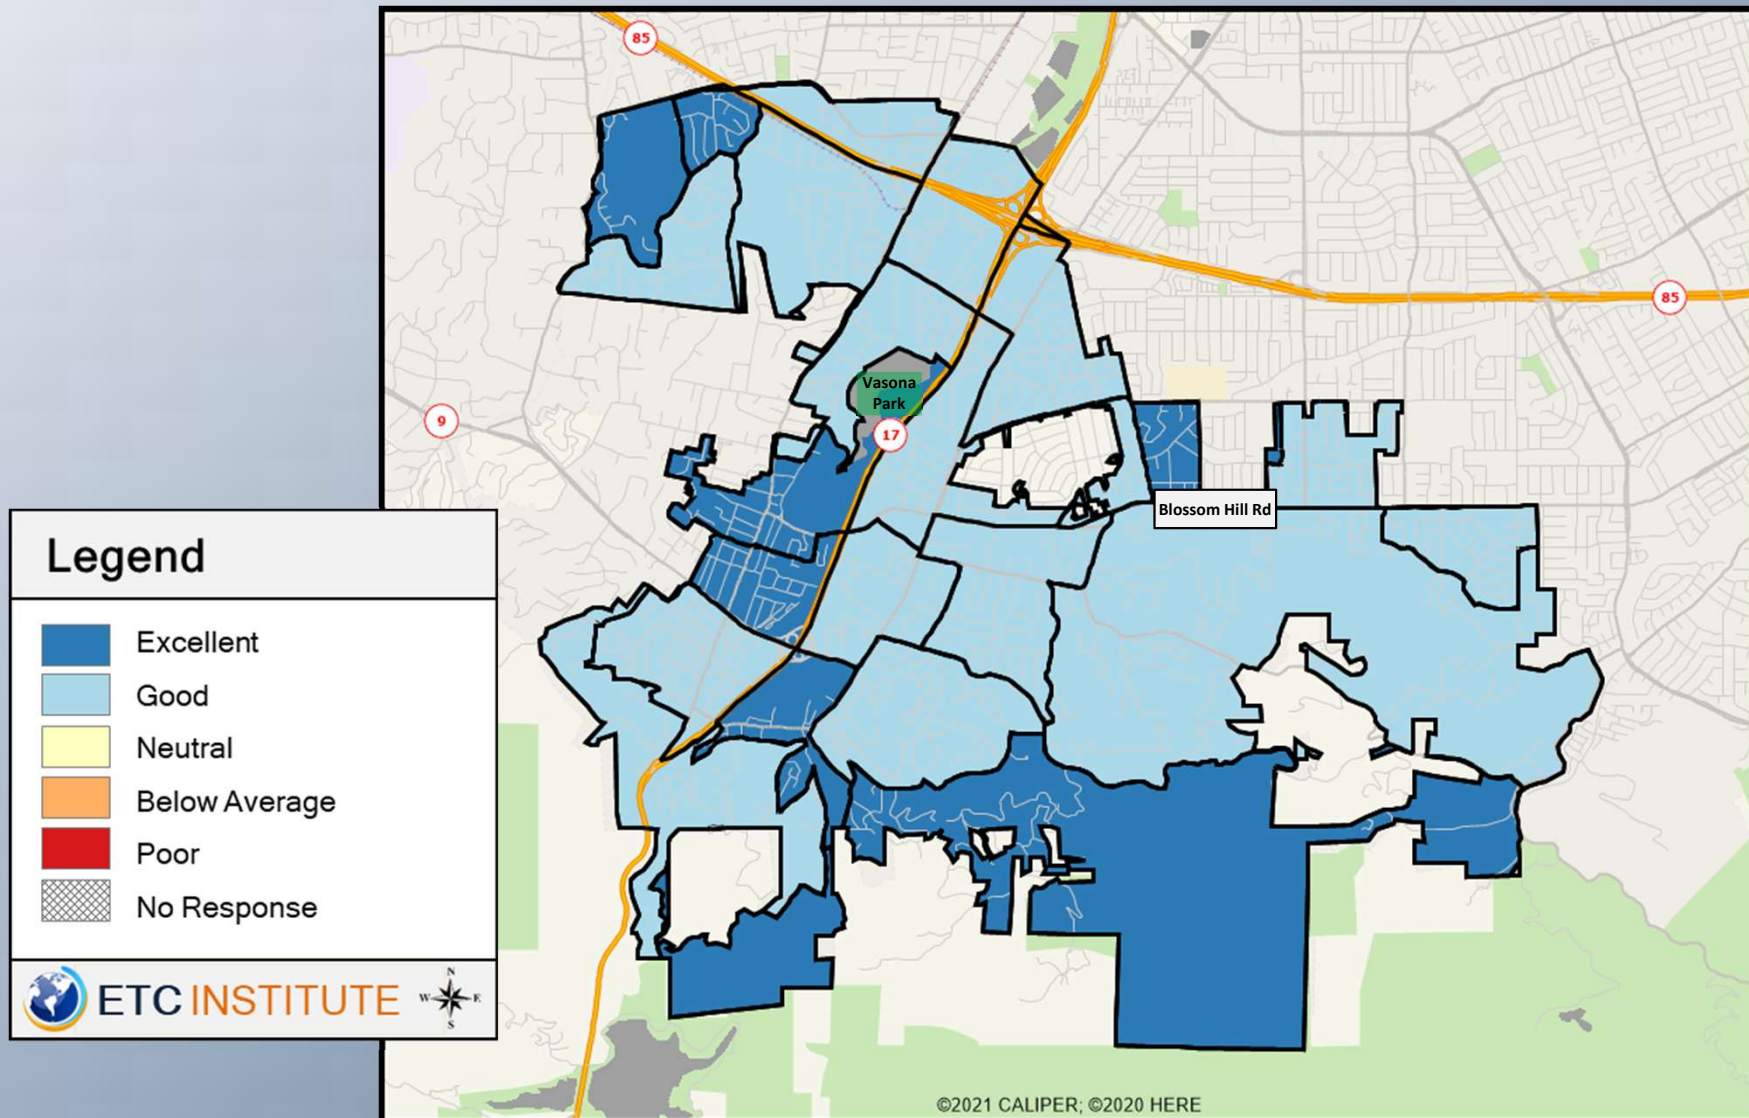 85
85
9
Vasona
Park
17
Blossom Hill Rd
Legend
Excellent
Good
Neutral
Below Average
Poor
No Response
ETC INSTITUTE
N
W
E
S
©2021 CALIPER; ©2020 HERE